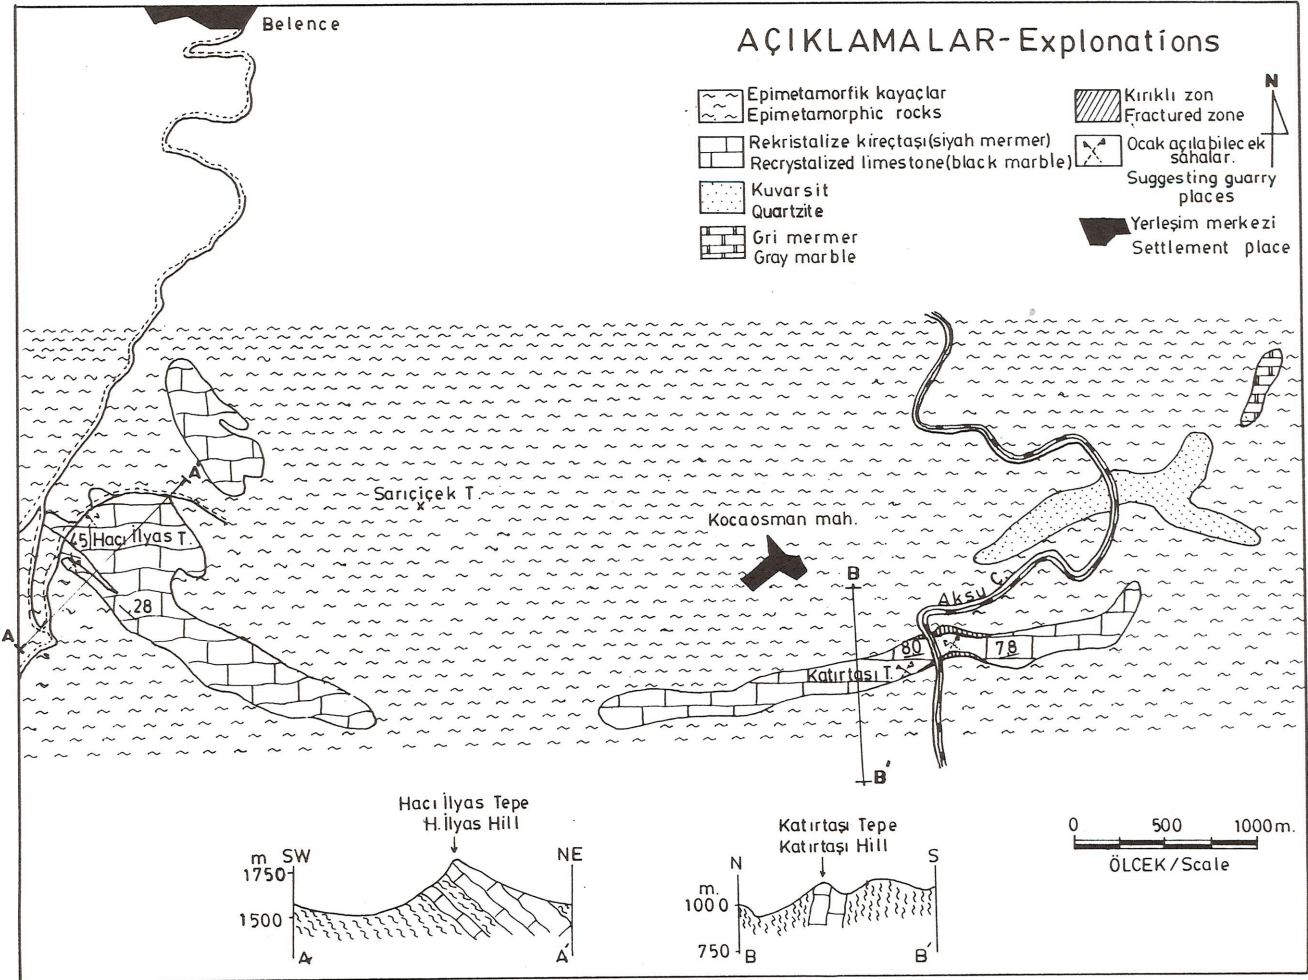 Belence
AÇIKLAMALAR-Explonations
Epimetamorfik kayaçlar
Epimetamorphic rocks
Rekristalize kireçtaşı(siyah mermer)
Recrystalized limestone(black marble)
Kuvarsit
Quartzite
Gri mermer
Gray marble
Kırıklı zon
Fractured zone
Ocak açılabilecek
sahalar.
Suggesting guarry
places
Yerleşim merkezi
Settlement place
N
A'
Sarıçiçek T.
45
Hacı İlyas T
28
A
Kocaosman mah.
B
Aksu Ç.
80
78
Katırtaşı T.
B'
Hacı İlyas Tepe
H.İlyas Hill
m SW
NE
1750
1500
A
A'
Katırtaşı Tepe
Katırtaşı Hill
N
S
m.
1000
750
B
B'
0 500 1000m.
ÖLCEK/Scale